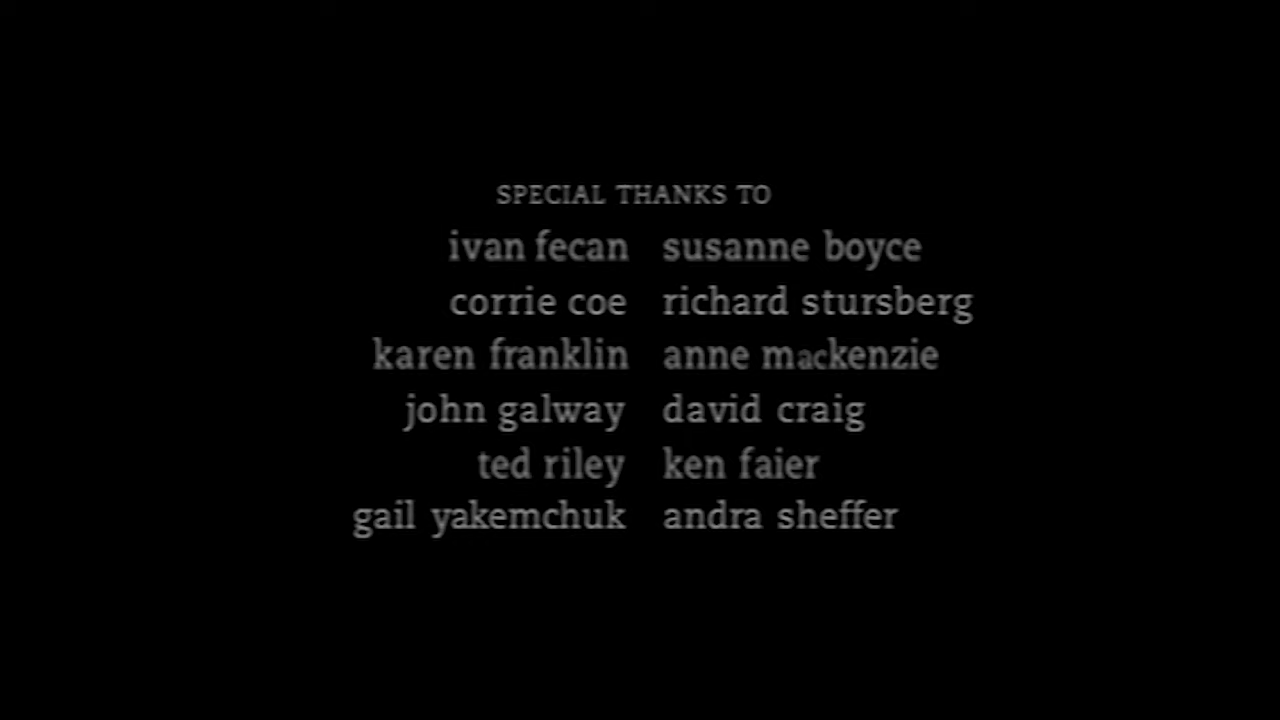 SPECIAL THANKS TO
ivan fecan susanne boyce
corrie coe richard stursberg
karen franklin anne mackenzie
john galway david craig
ted riley ken faier
gail yakemchuk andra sheffer